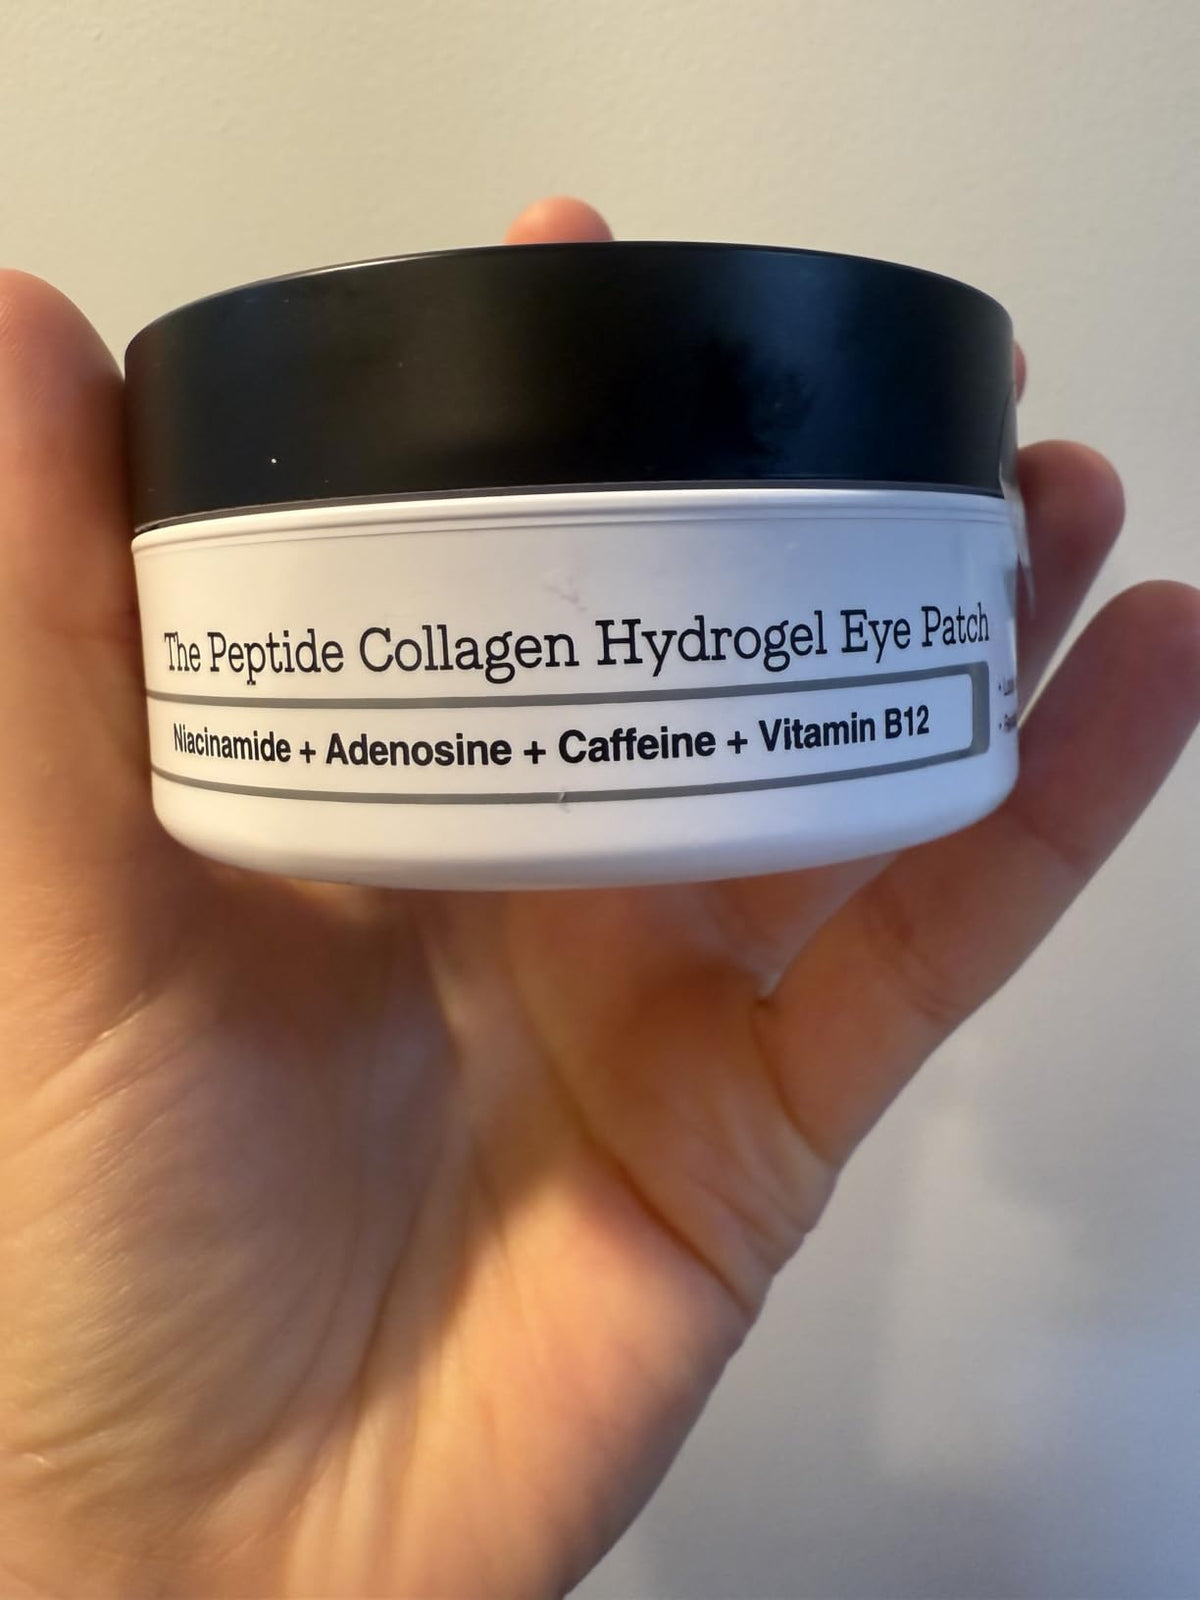 The Peptide Collagen Hydrogel Eye Patch
Niacinamide + Adenosine + Caffeine + Vitamin B12